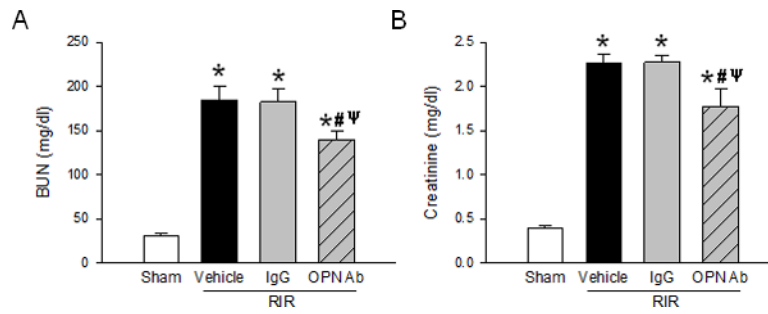 A
BUN (mg/dl)
250
200
150
100
50
0
*
*
*#Ψ
Sham Vehicle IgG OPN Ab
RIR
B
Creatinine (mg/dl)
2.5
2.0
1.5
1.0
0.5
0.0
*
*
*#Ψ
Sham Vehicle IgG OPN Ab
RIR